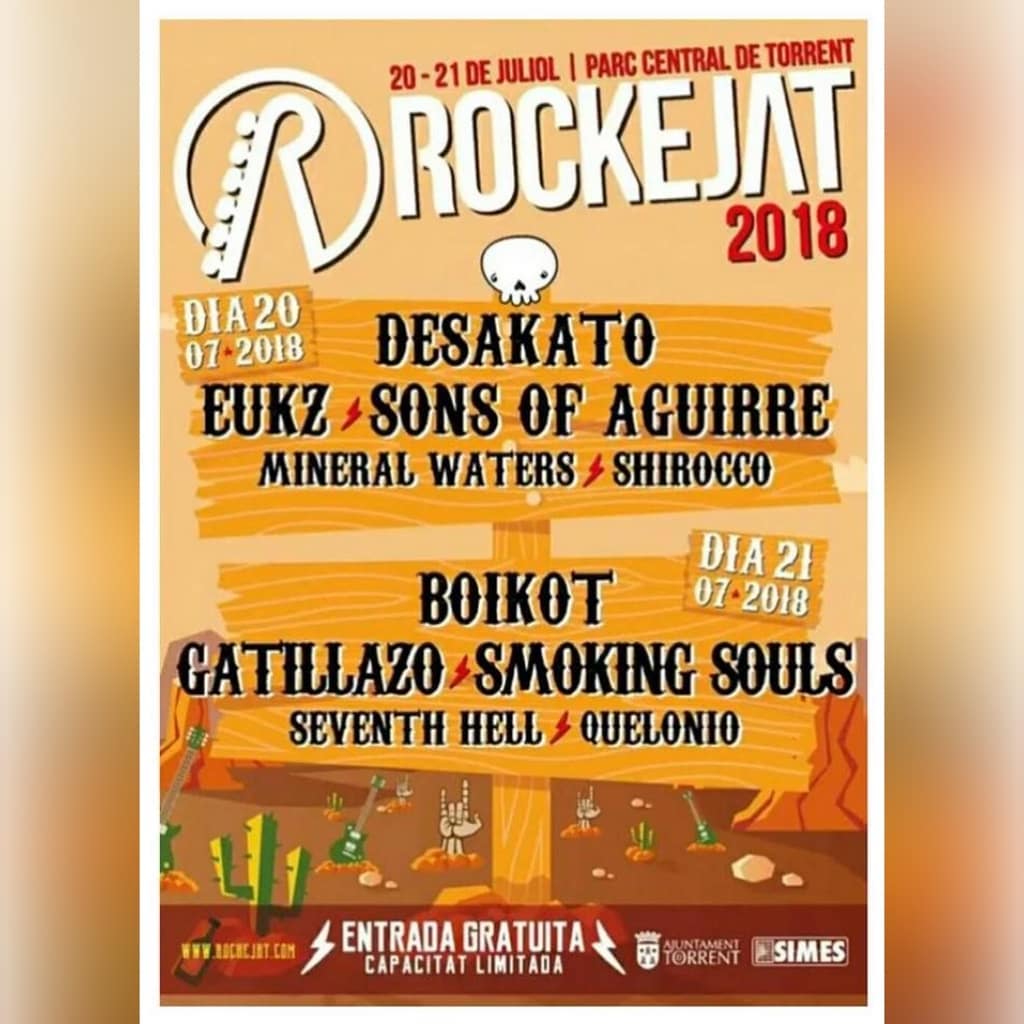 20 - 21 DE JULIOL | PARC CENTRAL DE TORRENT
R ROCKEJAT
2018
DIA 20
07 · 2018
DESAKATO
EUKZ SONS OF AGUIRRE
MINERAL WATERS SHIROCCO
DIA 21
07 · 2018
BOIKOT
GATILLAZO SMOKING SOULS
SEVENTH HELL QUELONIO
WWW.ROCKEJAT.COM
ENTRADA GRATUITA
CAPACITAT LIMITADA
AJUNTAMENT
TORRENT
SIMES